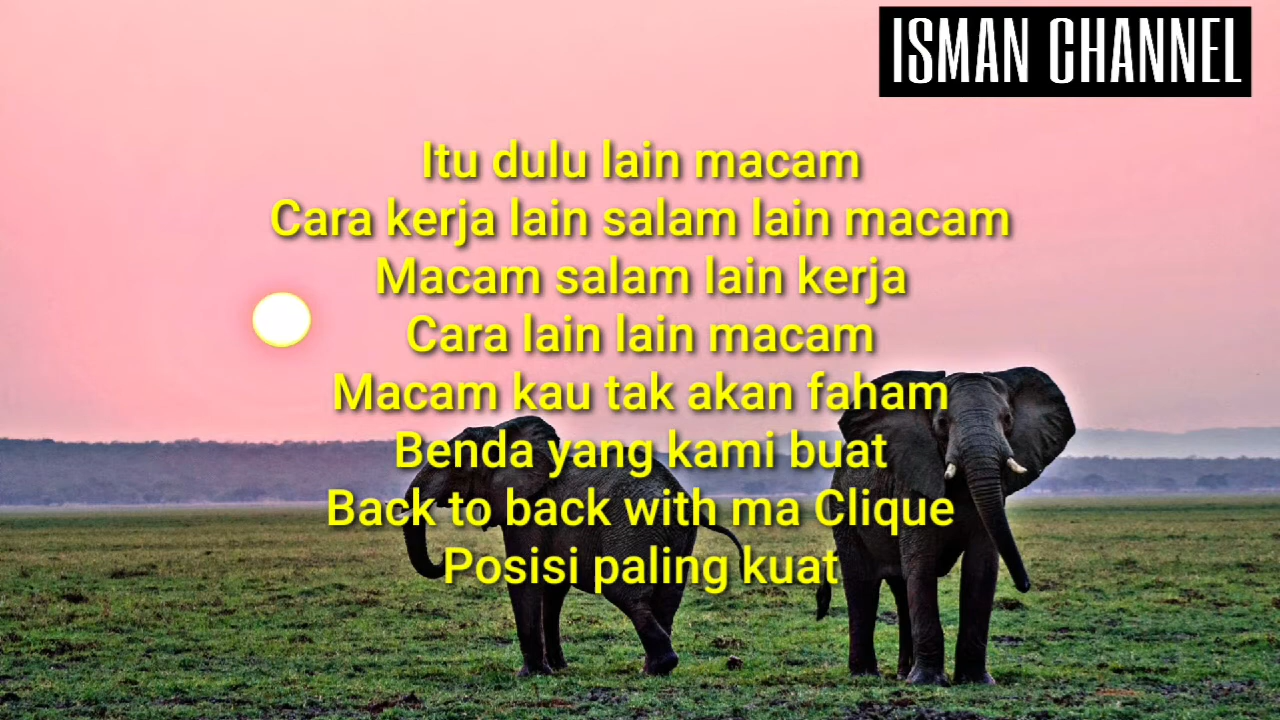 ISMAN CHANNEL
Itu dulu lain macam
Cara kerja lain salam lain macam
Macam salam lain kerja
Cara lain lain macam
Macam kau tak akan faham
Benda yang kami buat
Back to back with ma Clique
Posisi paling kuat